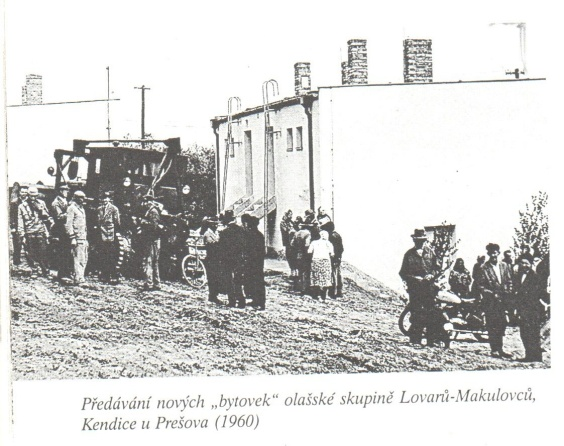 Předávání nových „bytovek“ olašské skupině Lovarů-Makulovců,
Kendice u Prešova (1960)